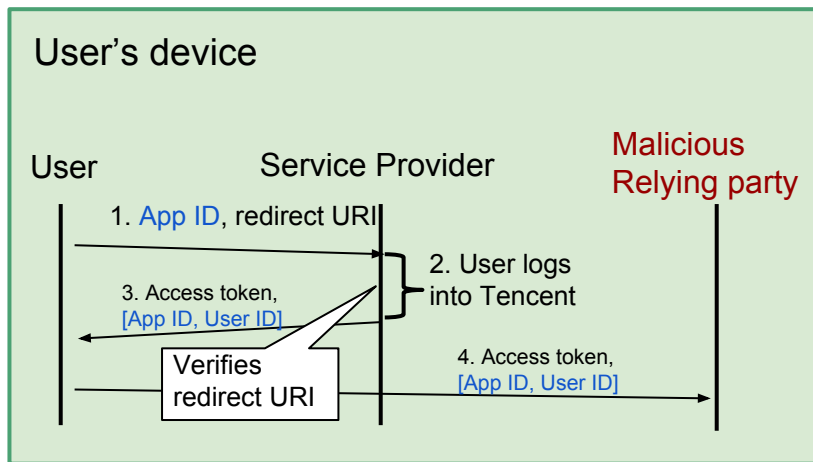 User’s device
User
Service Provider
Malicious
Relying party
1. App ID, redirect URI
2. User logs
into Tencent
3. Access token,
[App ID, User ID]
Verifies
redirect URI
4. Access token,
[App ID, User ID]